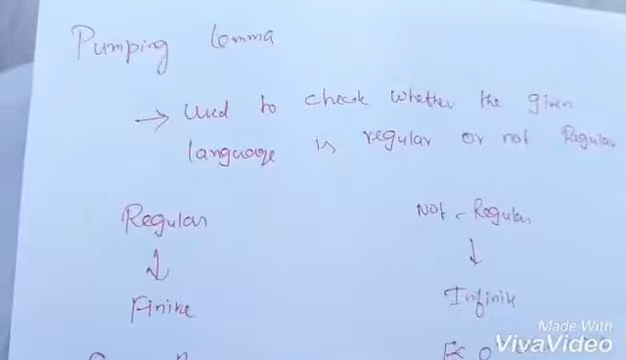 Pumping Lemma
→ Used to check whether the given
language is regular or not Regular
Regular
Not - Regular
↓
↓
Finite
Infinite
Made With
VivaVideo